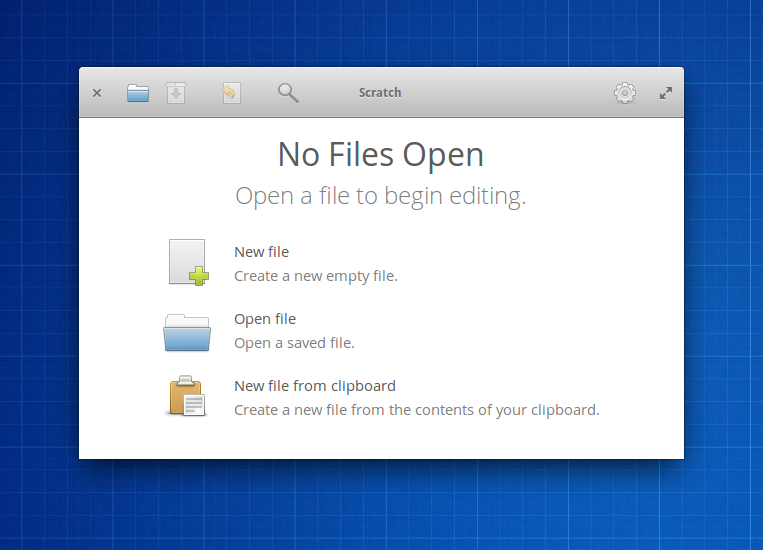 Scratch
No Files Open
Open a file to begin editing.
New file
Create a new empty file.
Open file
Open a saved file.
New file from clipboard
Create a new file from the contents of your clipboard.